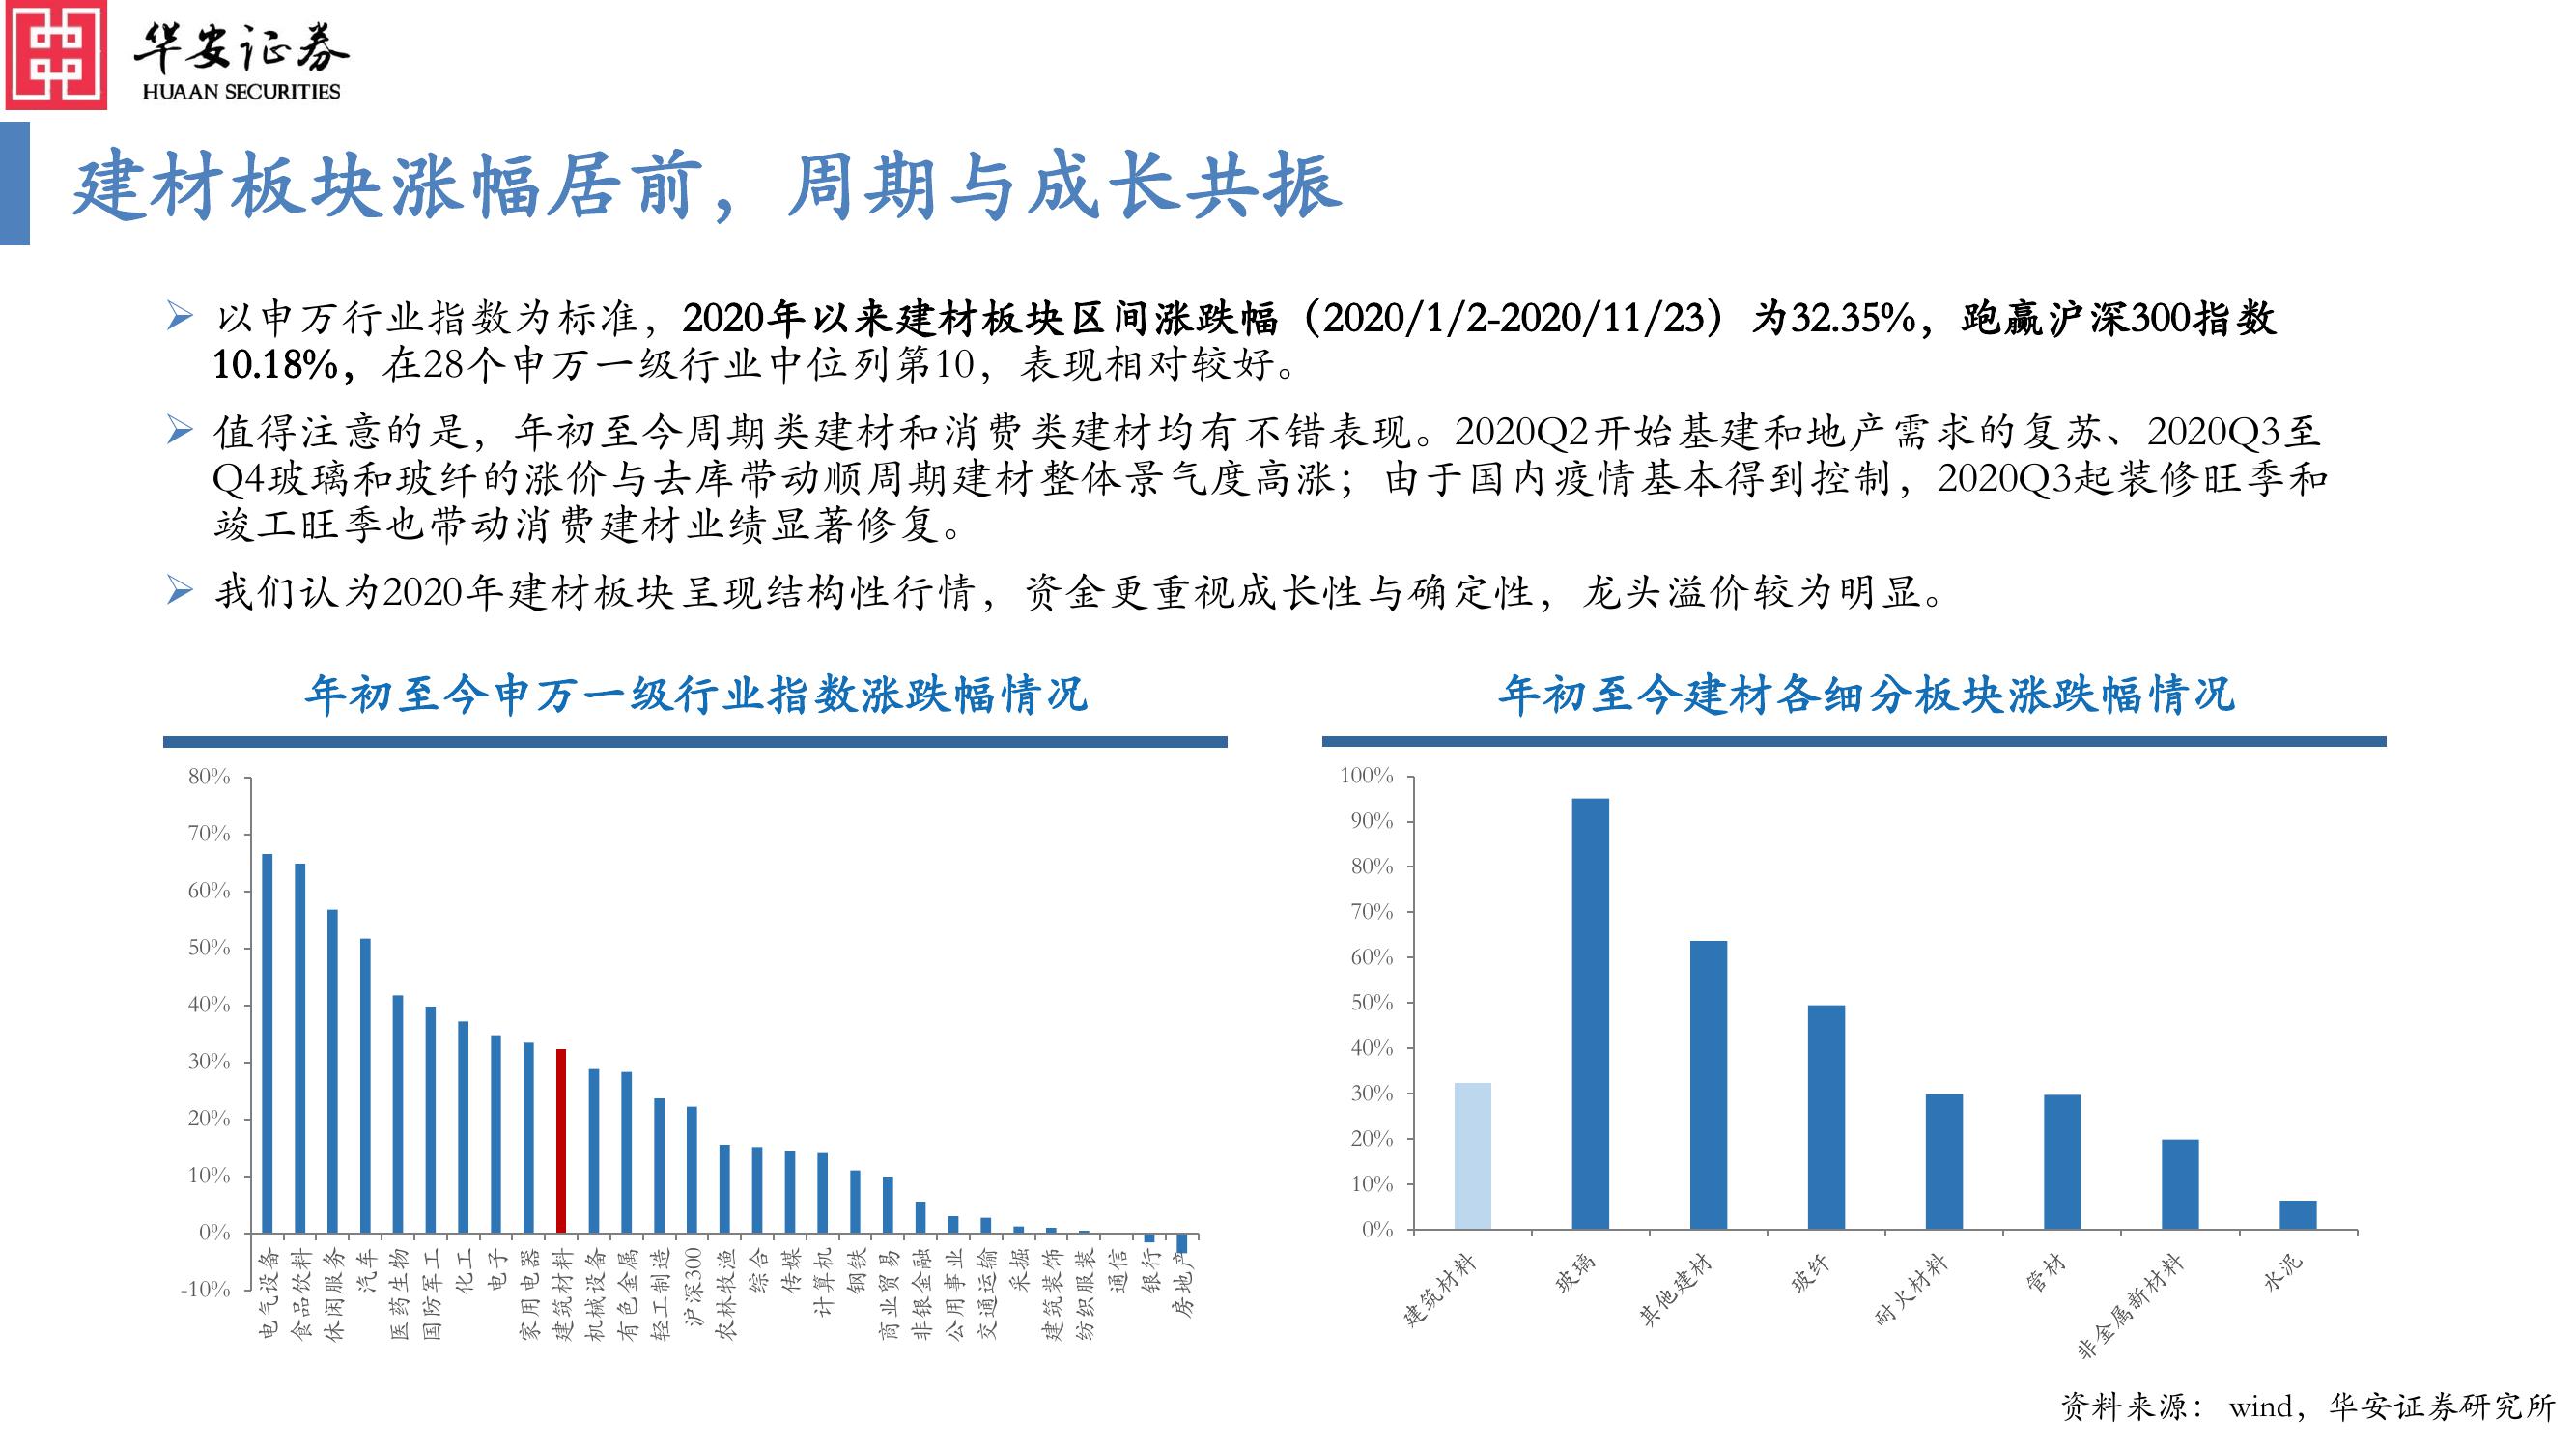 华安证券
HUAAN SECURITIES
建材板块涨幅居前，周期与成长共振
➢ 以申万行业指数为标准，2020年以来建材板块区间涨跌幅（2020/1/2-2020/11/23）为32.35%，跑赢沪深300指数
10.18%，在28个申万一级行业中位列第10，表现相对较好。
➢ 值得注意的是，年初至今周期类建材和消费类建材均有不错表现。2020Q2开始基建和地产需求的复苏、2020Q3至
Q4玻璃和玻纤的涨价与去库带动顺周期建材整体景气度高涨；由于国内疫情基本得到控制，2020Q3起装修旺季和
竣工旺季也带动消费建材业绩显著修复。
➢ 我们认为2020年建材板块呈现结构性行情，资金更重视成长性与确定性，龙头溢价较为明显。
年初至今申万一级行业指数涨跌幅情况
80%
70%
60%
50%
40%
30%
20%
10%
0%
-10%
电气设备
食品饮料
休闲服务
汽车
医药生物
国防军工
化工
电子
家用电器
建筑材料
机械设备
有色金属
轻工制造
沪深300
农林牧渔
综合
传媒
计算机
钢铁
商业贸易
非银金融
公用事业
交通运输
采掘
建筑装饰
纺织服装
通信
银行
房地产
年初至今建材各细分板块涨跌幅情况
100%
90%
80%
70%
60%
50%
40%
30%
20%
10%
0%
建筑材料
玻璃
其他建材
玻纤
耐火材料
管材
非金属新材料
水泥
资料来源： wind，华安证券研究所